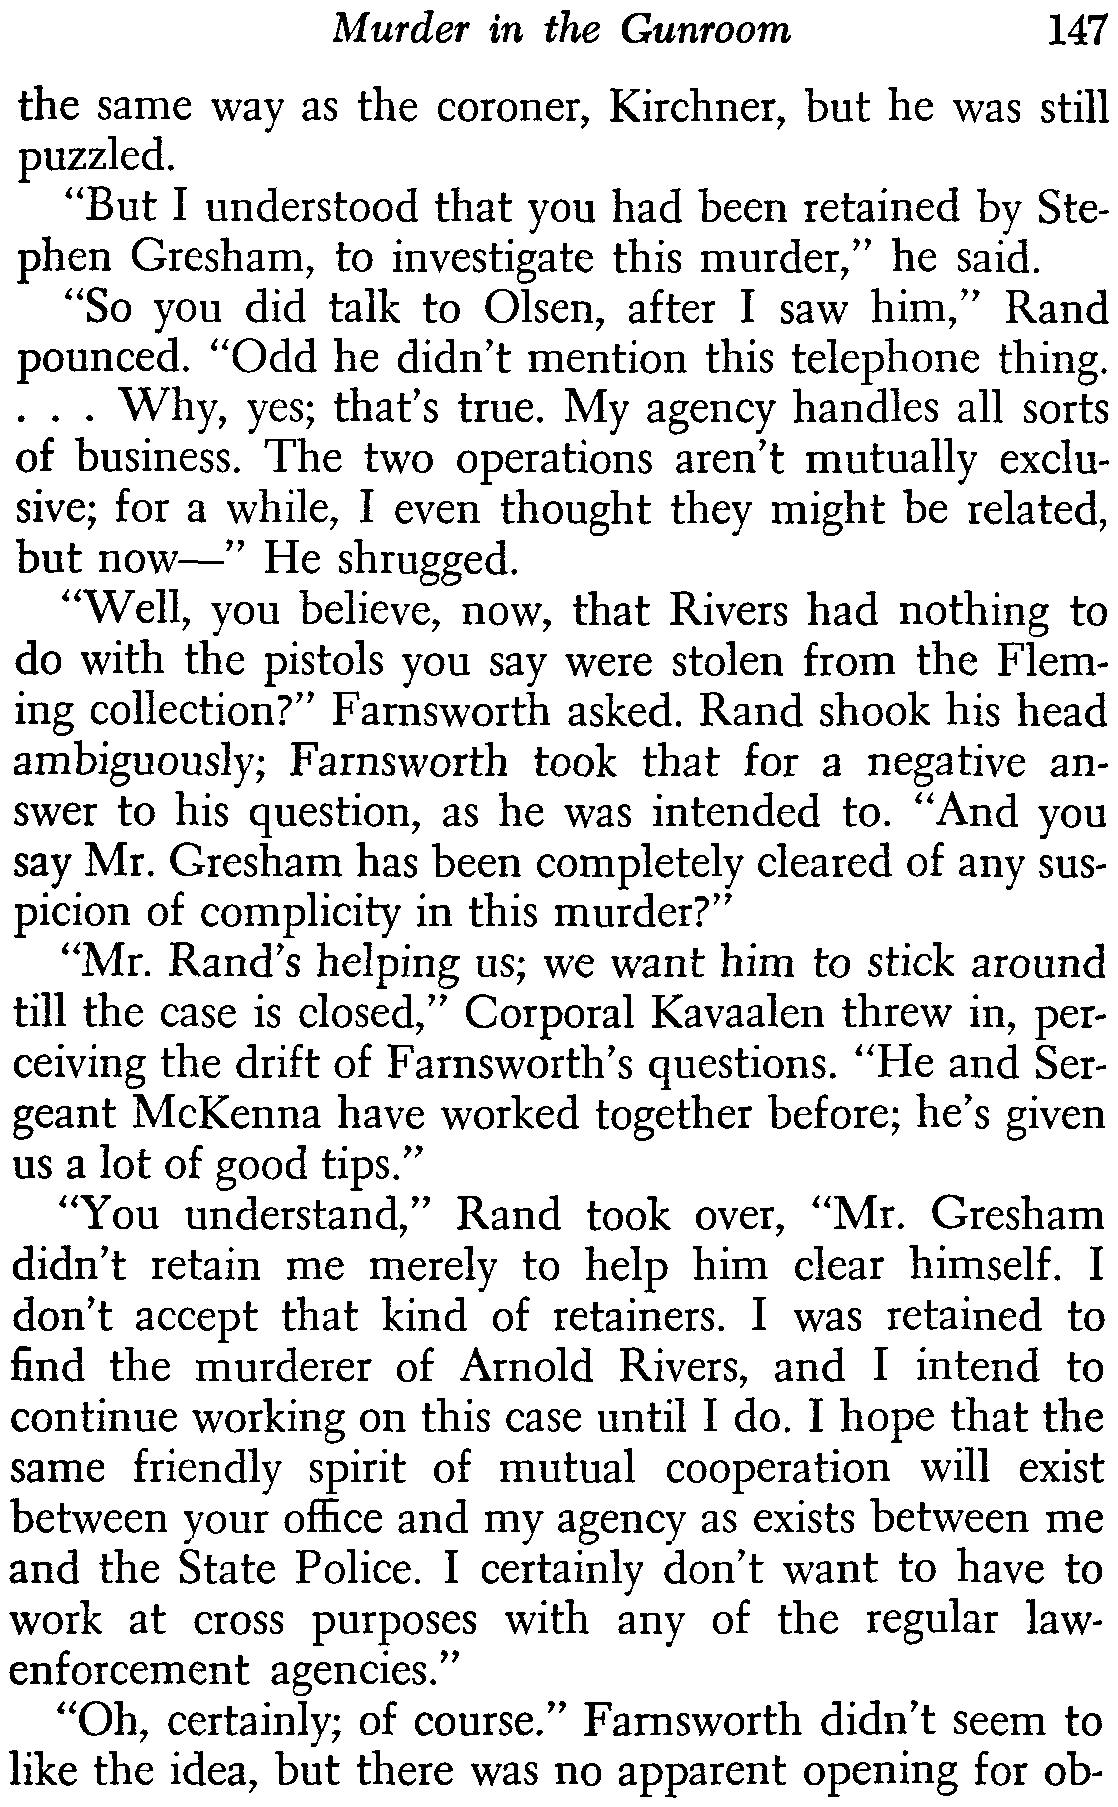 Murder in the Gunroom 147
the same way as the coroner, Kirchner, but he was still
puzzled.
"But I understood that you had been retained by Ste-
phen Gresham, to investigate this murder," he said.
"So you did talk to Olsen, after I saw him," Rand
pounced. "Odd he didn't mention this telephone thing.
. . . Why, yes; that's true. My agency handles all sorts
of business. The two operations aren't mutually exclu-
sive; for a while, I even thought they might be related,
but now—" He shrugged.
"Well, you believe, now, that Rivers had nothing to
do with the pistols you say were stolen from the Flem-
ing collection?" Farnsworth asked. Rand shook his head
ambiguously; Farnsworth took that for a negative an-
swer to his question, as he was intended to. "And you
say Mr. Gresham has been completely cleared of any sus-
picion of complicity in this murder?"
"Mr. Rand's helping us; we want him to stick around
till the case is closed," Corporal Kavaalen threw in, per-
ceiving the drift of Farnsworth's questions. "He and Ser-
geant McKenna have worked together before; he's given
us a lot of good tips."
"You understand," Rand took over, "Mr. Gresham
didn't retain me merely to help him clear himself. I
don't accept that kind of retainers. I was retained to
find the murderer of Arnold Rivers, and I intend to
continue working on this case until I do. I hope that the
same friendly spirit of mutual cooperation will exist
between your office and my agency as exists between me
and the State Police. I certainly don't want to have to
work at cross purposes with any of the regular law-
enforcement agencies."
"Oh, certainly; of course." Farnsworth didn't seem to
like the idea, but there was no apparent opening for ob-